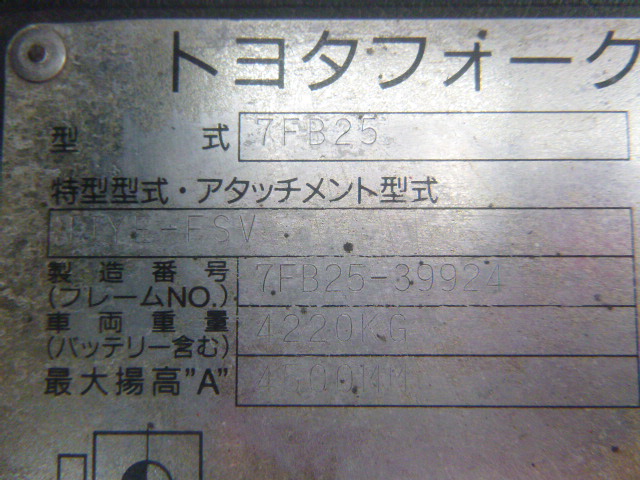 トヨタフォーク
型 式 7FB25
特型型式・アタッチメント型式
製造番号 7FB25-39924
(フレームNO.)
車両重量 4220KG
(バッテリー含む)
最大揚高"A"